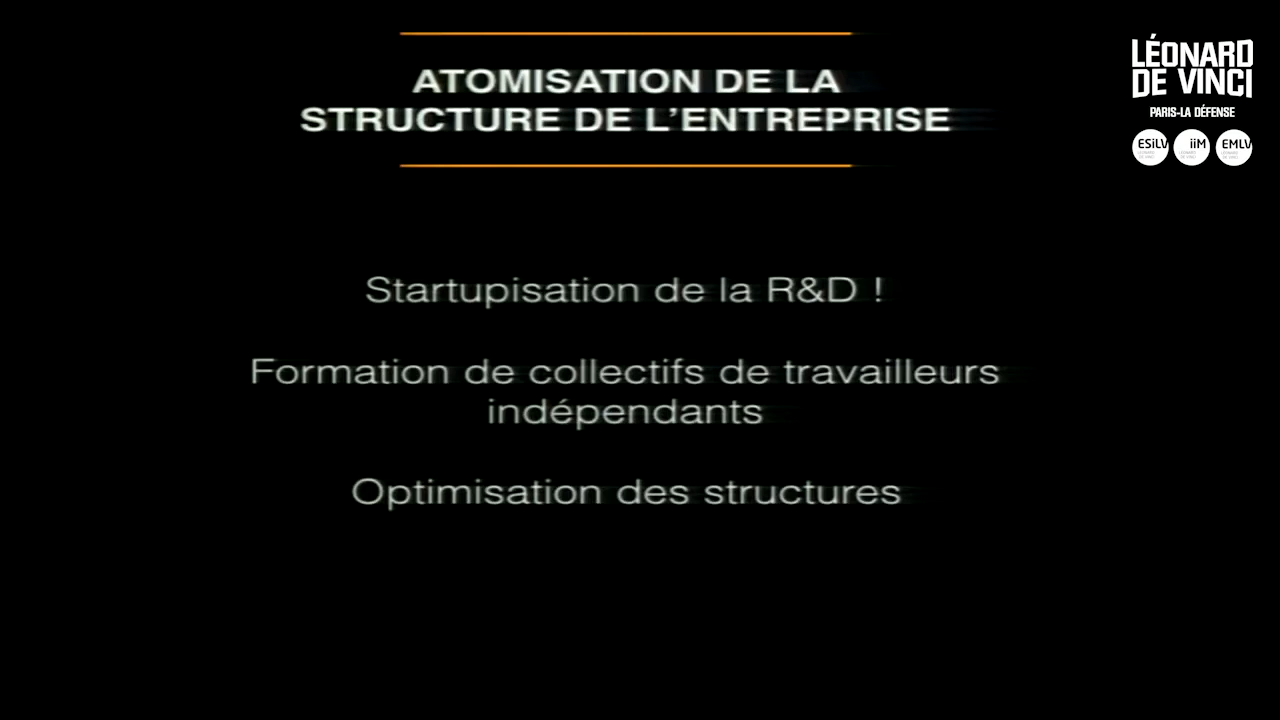 ATOMISATION DE LA
STRUCTURE DE L'ENTREPRISE
LÉONARD
DE VINCI
PARIS-LA DÉFENSE
ESiLV
iiM
EMLV
Startupisation de la R&D !
Formation de collectifs de travailleurs
indépendants
Optimisation des structures